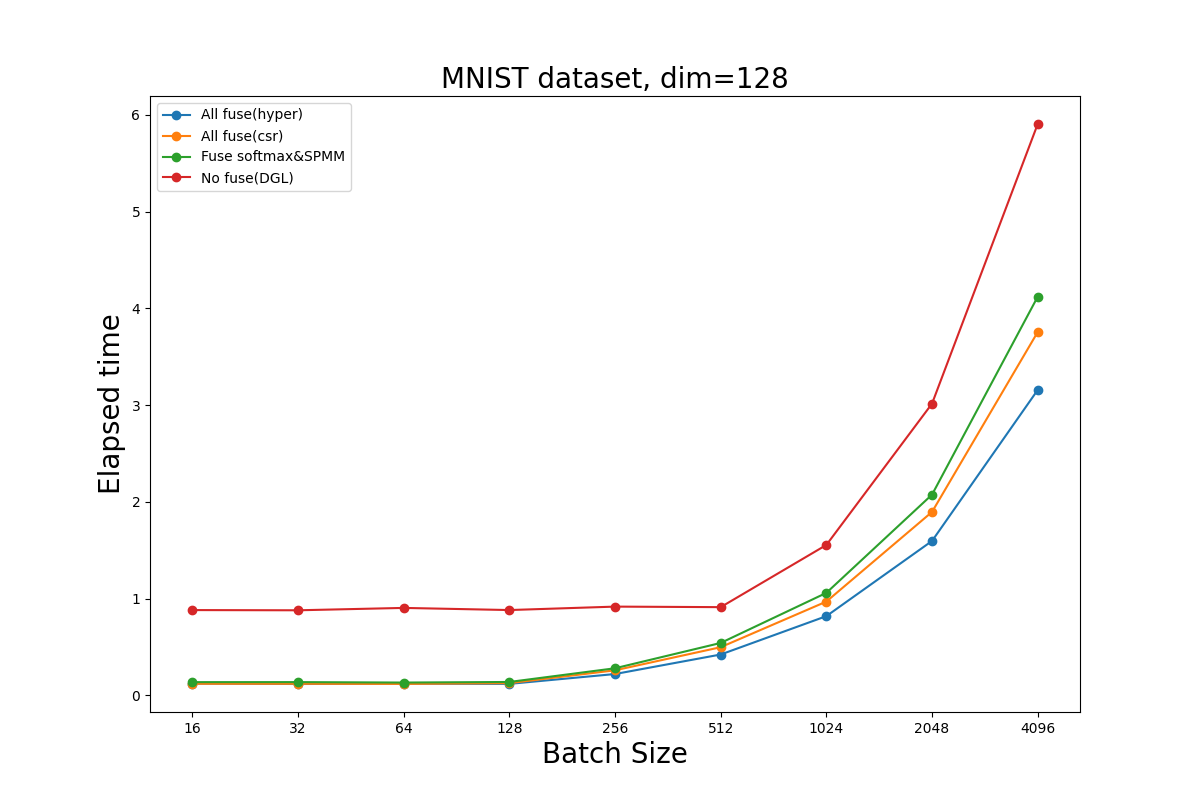 MNIST dataset, dim=128
All fuse(hyper)
All fuse(csr)
Fuse softmax&SPMM
No fuse(DGL)
6
5
4
3
2
1
0
Elapsed time
16 32 64 128 256 512 1024 2048 4096
Batch Size